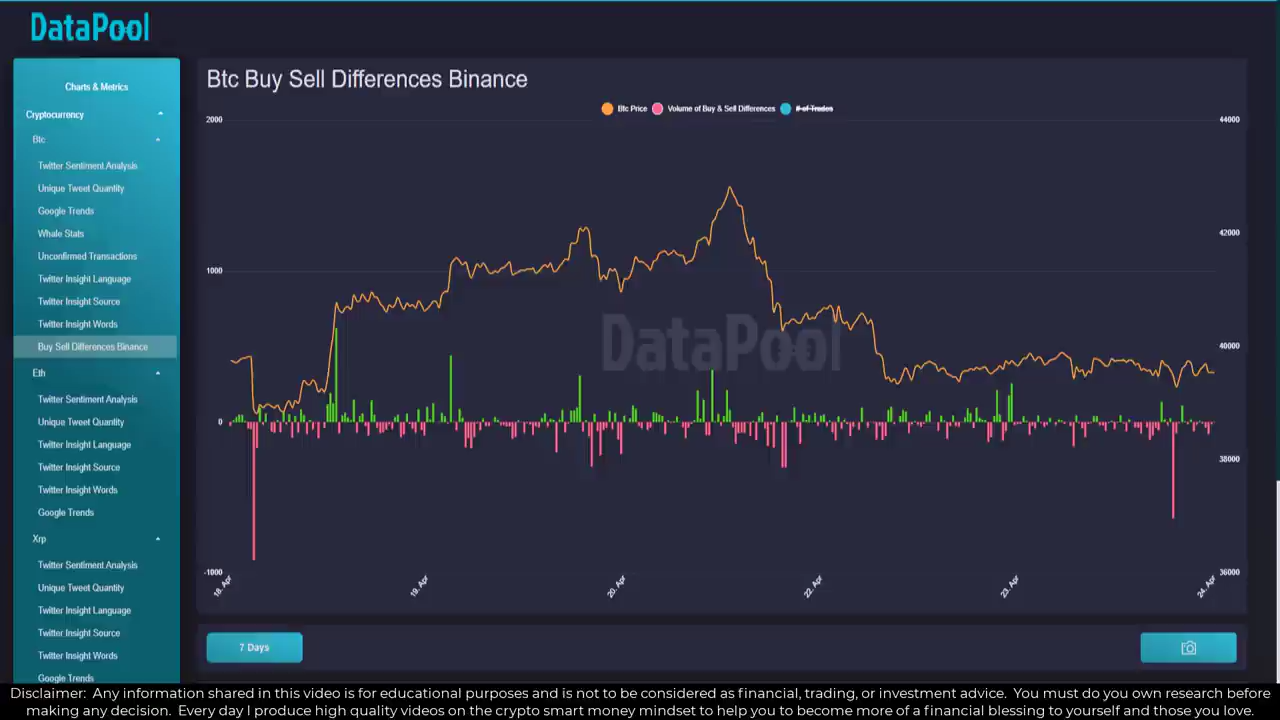 DataPool
Charts & Metrics
Cryptocurrency
Btc
Twitter Sentiment Analysis
Unique Tweet Quantity
Google Trends
Whale Stats
Unconfirmed Transactions
Twitter Insight Language
Twitter Insight Source
Twitter Insight Words
Buy Sell Differences Binance
Eth
Twitter Sentiment Analysis
Unique Tweet Quantity
Twitter Insight Language
Twitter Insight Source
Twitter Insight Words
Google Trends
Xrp
Twitter Sentiment Analysis
Unique Tweet Quantity
Twitter Insight Language
Twitter Insight Source
Twitter Insight Words
Google Trends
Btc Buy Sell Differences Binance
Btc Price Volume of Buy & Sell Differences # of Trades
2000
1000
0
-1000
44000
42000
40000
38000
36000
DataPool
18. Apr
19. Apr
20. Apr
22. Apr
23. Apr
24. Apr
7 Days
Disclaimer: Any information shared in this video is for educational purposes and is not to be considered as financial, trading, or investment advice. You must do you own research before
making any decision. Every day I produce high quality videos on the crypto smart money mindset to help you to become more of a financial blessing to yourself and those you love.